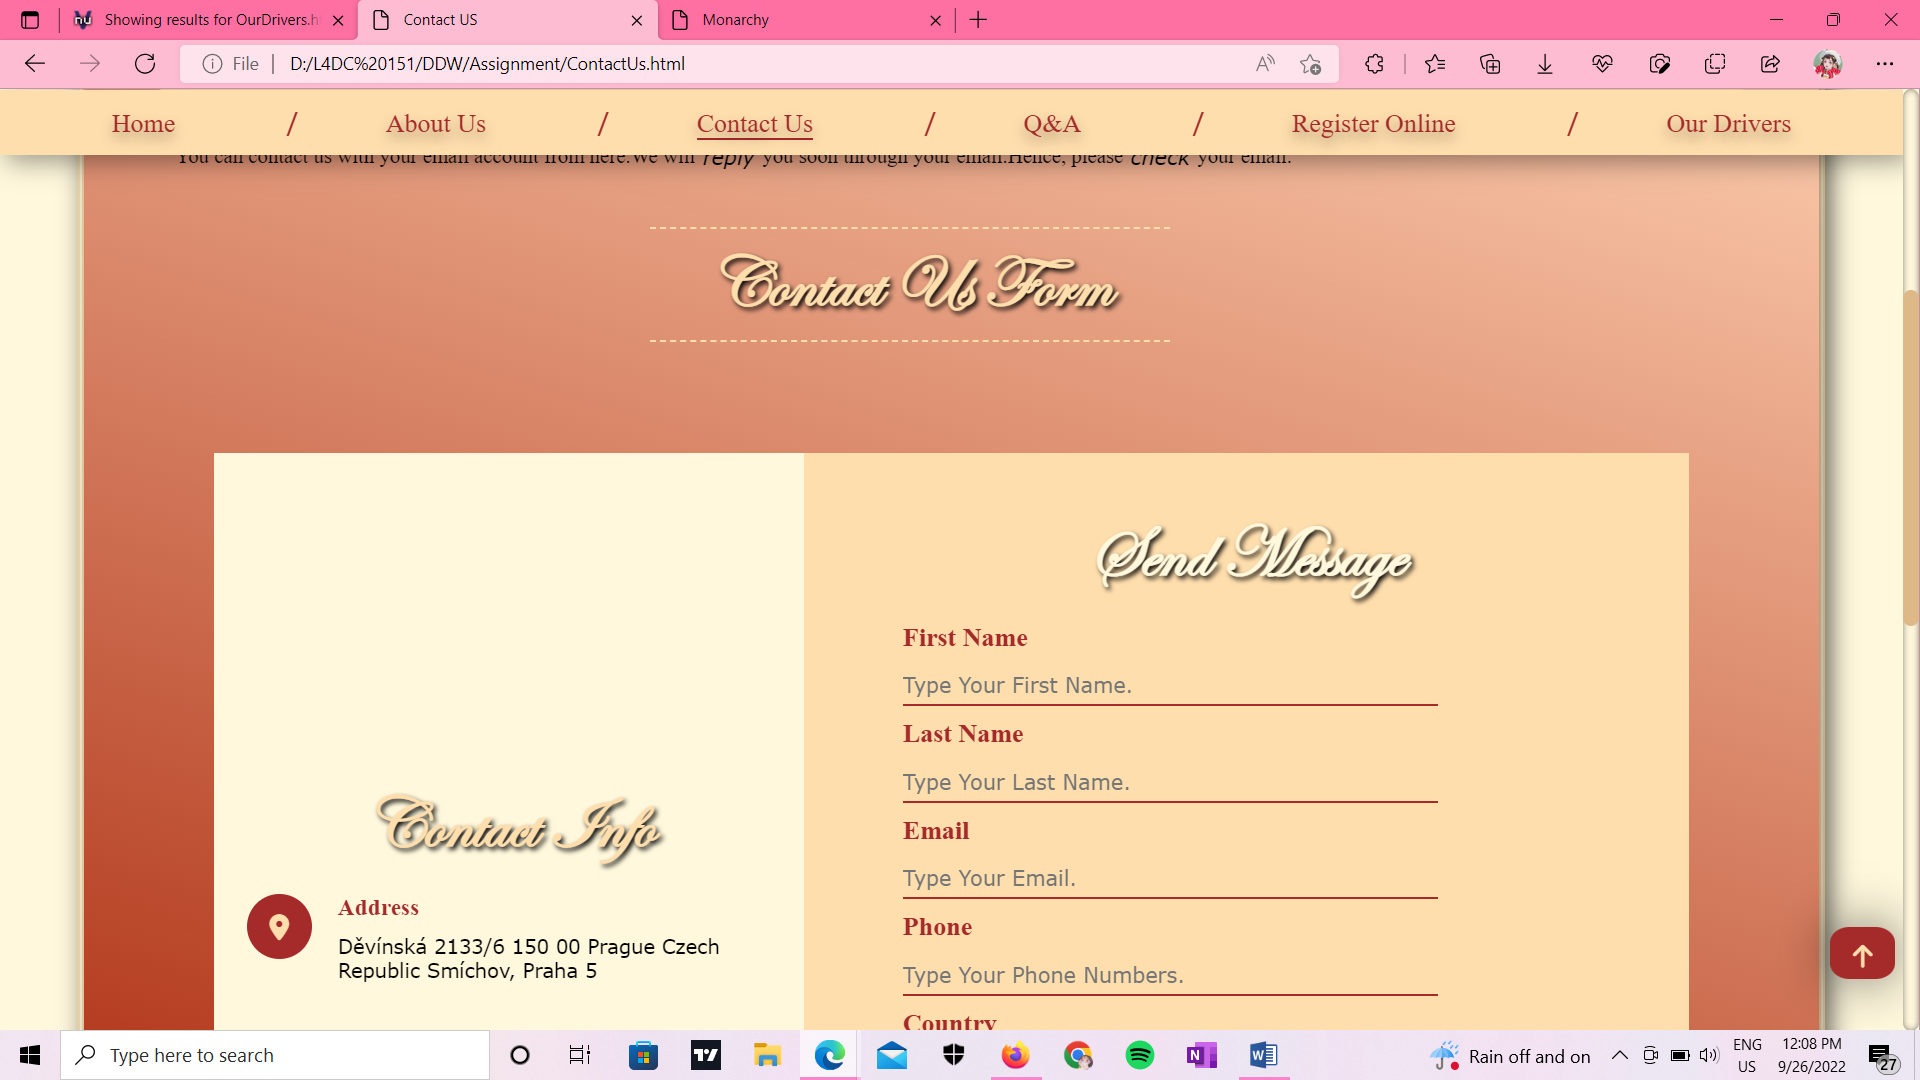 Showing results for OurDrivers.h
Contact US
Monarchy
File
D:/L4DC%20151/DDW/Assignment/ContactUs.html
Home / About Us / Contact Us / Q&A / Register Online / Our Drivers
You can contact us with your email account from here.We will reply you soon through your email.Hence, please check your email.
Contact Us Form
Send Message
First Name
Type Your First Name.
Last Name
Type Your Last Name.
Email
Type Your Email.
Phone
Type Your Phone Numbers.
Country
Contact Info
Address
Děvínská 2133/6 150 00 Prague Czech
Republic Smíchov, Praha 5
Type here to search
Rain off and on
ENG
US
12:08 PM
9/26/2022
27